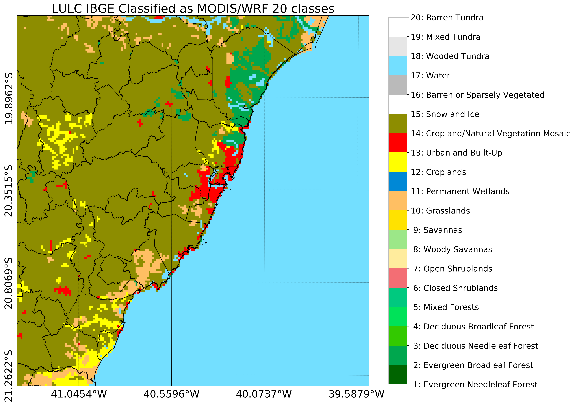 LULC IBGE Classified as MODIS/WRF 20 classes
19.8962°S
20.3515°S
20.8069°S
21.2622°S
41.0454°W
40.5596°W
40.0737°W
39.5879°W
20: Barren Tundra
19: Mixed Tundra
18: Wooded Tundra
17: Water
16: Barren or Sparsely Vegetated
15: Snow and Ice
14: Cropland/Natural Vegetation Mosaic
13: Urban and Built-Up
12: Croplands
11: Permanent Wetlands
10: Grasslands
9: Savannas
8: Woody Savannas
7: Open Shrublands
6: Closed Shrublands
5: Mixed Forests
4: Deciduous Broadleaf Forest
3: Deciduous Needleleaf Forest
2: Evergreen Broadleaf Forest
1: Evergreen Needleleaf Forest